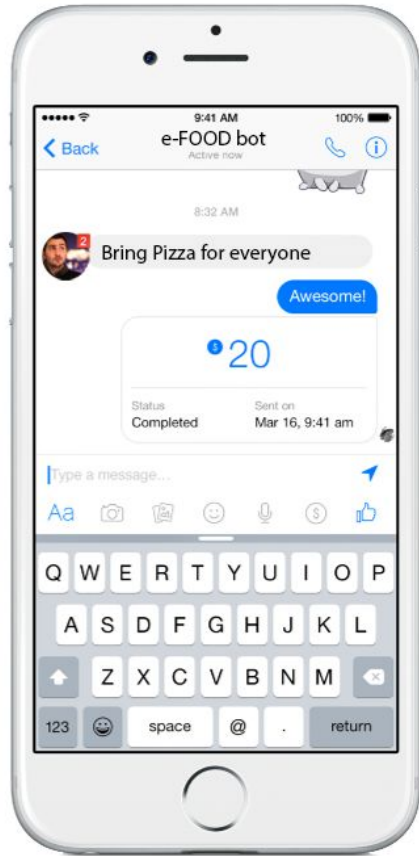 9:41 AM
100%
Back
e-FOOD bot
Active now
i
8:32 AM
2
Bring Pizza for everyone
Awesome!
$ 20
Status
Sent on
Completed
Mar 16, 9:41 am
Type a message...
Aa
$
Q W E R T Y U I O P
A S D F G H J K L
Z X C V B N M
123
space
@
.
return